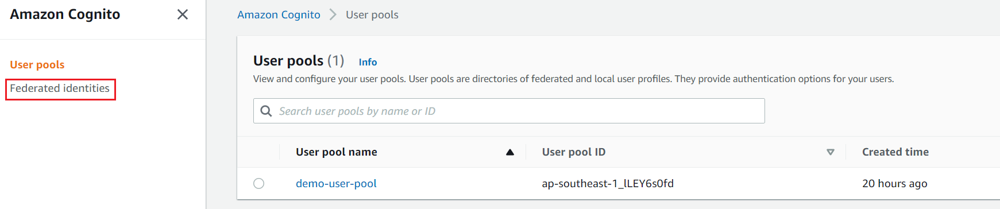 Amazon Cognito
User pools
Federated identities
Amazon Cognito > User pools
User pools (1) Info
View and configure your user pools. User pools are directories of federated and local user profiles. They provide authentication options for your users.
Search user pools by name or ID
User pool name User pool ID Created time
demo-user-pool ap-southeast-1_lLEY6s0fd 20 hours ago